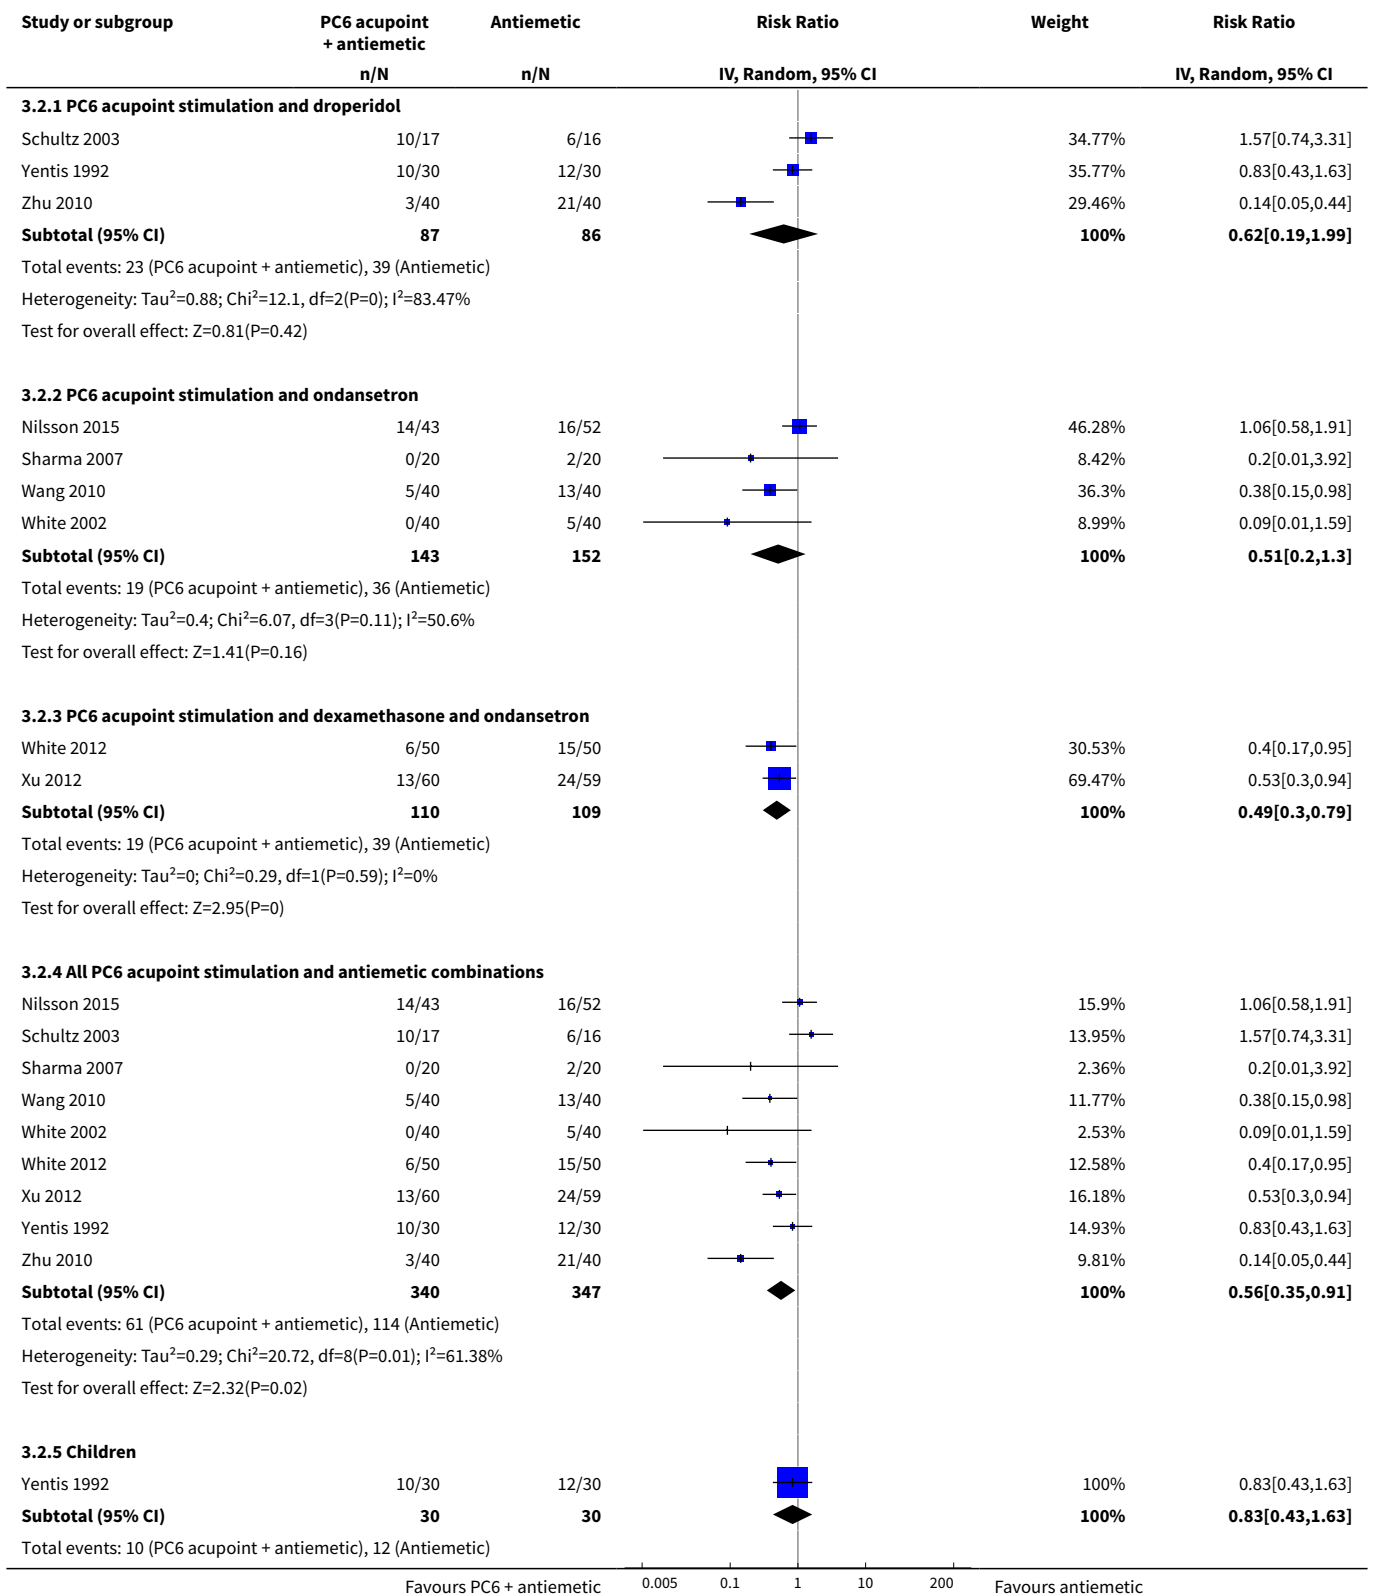 Study or subgroup PC6 acupoint + antiemetic Antiemetic Risk Ratio Weight Risk Ratio
n/N n/N IV, Random, 95% CI IV, Random, 95% CI
3.2.1 PC6 acupoint stimulation and droperidol
Schultz 2003 10/17 6/16 34.77% 1.57[0.74,3.31]
Yentis 1992 10/30 12/30 35.77% 0.83[0.43,1.63]
Zhu 2010 3/40 21/40 29.46% 0.14[0.05,0.44]
Subtotal (95% CI) 87 86 100% 0.62[0.19,1.99]
Total events: 23 (PC6 acupoint + antiemetic), 39 (Antiemetic)
Heterogeneity: Tau²=0.88; Chi²=12.1, df=2(P=0); I²=83.47%
Test for overall effect: Z=0.81(P=0.42)
3.2.2 PC6 acupoint stimulation and ondansetron
Nilsson 2015 14/43 16/52 46.28% 1.06[0.58,1.91]
Sharma 2007 0/20 2/20 8.42% 0.2[0.01,3.92]
Wang 2010 5/40 13/40 36.3% 0.38[0.15,0.98]
White 2002 0/40 5/40 8.99% 0.09[0.01,1.59]
Subtotal (95% CI) 143 152 100% 0.51[0.2,1.3]
Total events: 19 (PC6 acupoint + antiemetic), 36 (Antiemetic)
Heterogeneity: Tau²=0.4; Chi²=6.07, df=3(P=0.11); I²=50.6%
Test for overall effect: Z=1.41(P=0.16)
3.2.3 PC6 acupoint stimulation and dexamethasone and ondansetron
White 2012 6/50 15/50 30.53% 0.4[0.17,0.95]
Xu 2012 13/60 24/59 69.47% 0.53[0.3,0.94]
Subtotal (95% CI) 110 109 100% 0.49[0.3,0.79]
Total events: 19 (PC6 acupoint + antiemetic), 39 (Antiemetic)
Heterogeneity: Tau²=0; Chi²=0.29, df=1(P=0.59); I²=0%
Test for overall effect: Z=2.95(P=0)
3.2.4 All PC6 acupoint stimulation and antiemetic combinations
Nilsson 2015 14/43 16/52 15.9% 1.06[0.58,1.91]
Schultz 2003 10/17 6/16 13.95% 1.57[0.74,3.31]
Sharma 2007 0/20 2/20 2.36% 0.2[0.01,3.92]
Wang 2010 5/40 13/40 11.77% 0.38[0.15,0.98]
White 2002 0/40 5/40 2.53% 0.09[0.01,1.59]
White 2012 6/50 15/50 12.58% 0.4[0.17,0.95]
Xu 2012 13/60 24/59 16.18% 0.53[0.3,0.94]
Yentis 1992 10/30 12/30 14.93% 0.83[0.43,1.63]
Zhu 2010 3/40 21/40 9.81% 0.14[0.05,0.44]
Subtotal (95% CI) 340 347 100% 0.56[0.35,0.91]
Total events: 61 (PC6 acupoint + antiemetic), 114 (Antiemetic)
Heterogeneity: Tau²=0.29; Chi²=20.72, df=8(P=0.01); I²=61.38%
Test for overall effect: Z=2.32(P=0.02)
3.2.5 Children
Yentis 1992 10/30 12/30 100% 0.83[0.43,1.63]
Subtotal (95% CI) 30 30 100% 0.83[0.43,1.63]
Total events: 10 (PC6 acupoint + antiemetic), 12 (Antiemetic)
Favours PC6 + antiemetic 0.005 0.1 1 10 200 Favours antiemetic